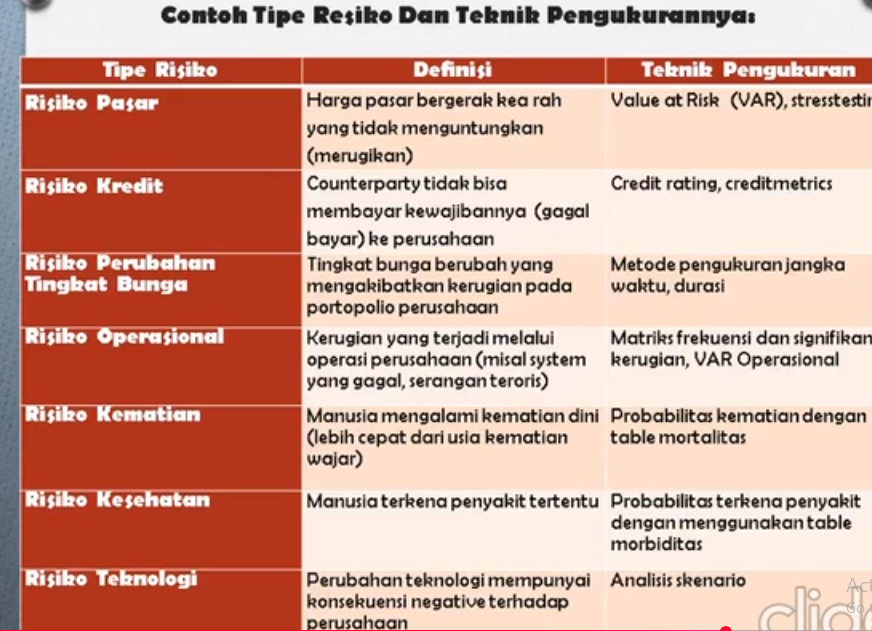 Contoh Tipe Resiko Dan Teknik Pengukurannya:
Tipe Risiko Definisi Teknik Pengukuran
Risiko Pasar
Harga pasar bergerak kea rah
yang tidak menguntungkan
(merugikan)
Value at Risk (VAR), stresstestin
Risiko Kredit
Counterparty tidak bisa
membayar kewajibannya (gagal
bayar) ke perusahaan
Credit rating, creditmetrics
Risiko Perubahan
Tingkat Bunga
Tingkat bunga berubah yang
mengakibatkan kerugian pada
portopolio perusahaan
Metode pengukuran jangka
waktu, durasi
Risiko Operasional
Kerugian yang terjadi melalui
operasi perusahaan (misal system
yang gagal, serangan teroris)
Matriks frekuensi dan signifikan
kerugian, VAR Operasional
Risiko Kematian
Manusia mengalami kematian dini
(lebih cepat dari usia kematian
wajar)
Probabilitas kematian dengan
table mortalitas
Risiko Kesehatan
Manusia terkena penyakit tertentu
Probabilitas terkena penyakit
dengan menggunakan table
morbiditas
Risiko Teknologi
Perubahan teknologi mempunyai
konsekuensi negative terhadap
perusahaan
Analisis skenario